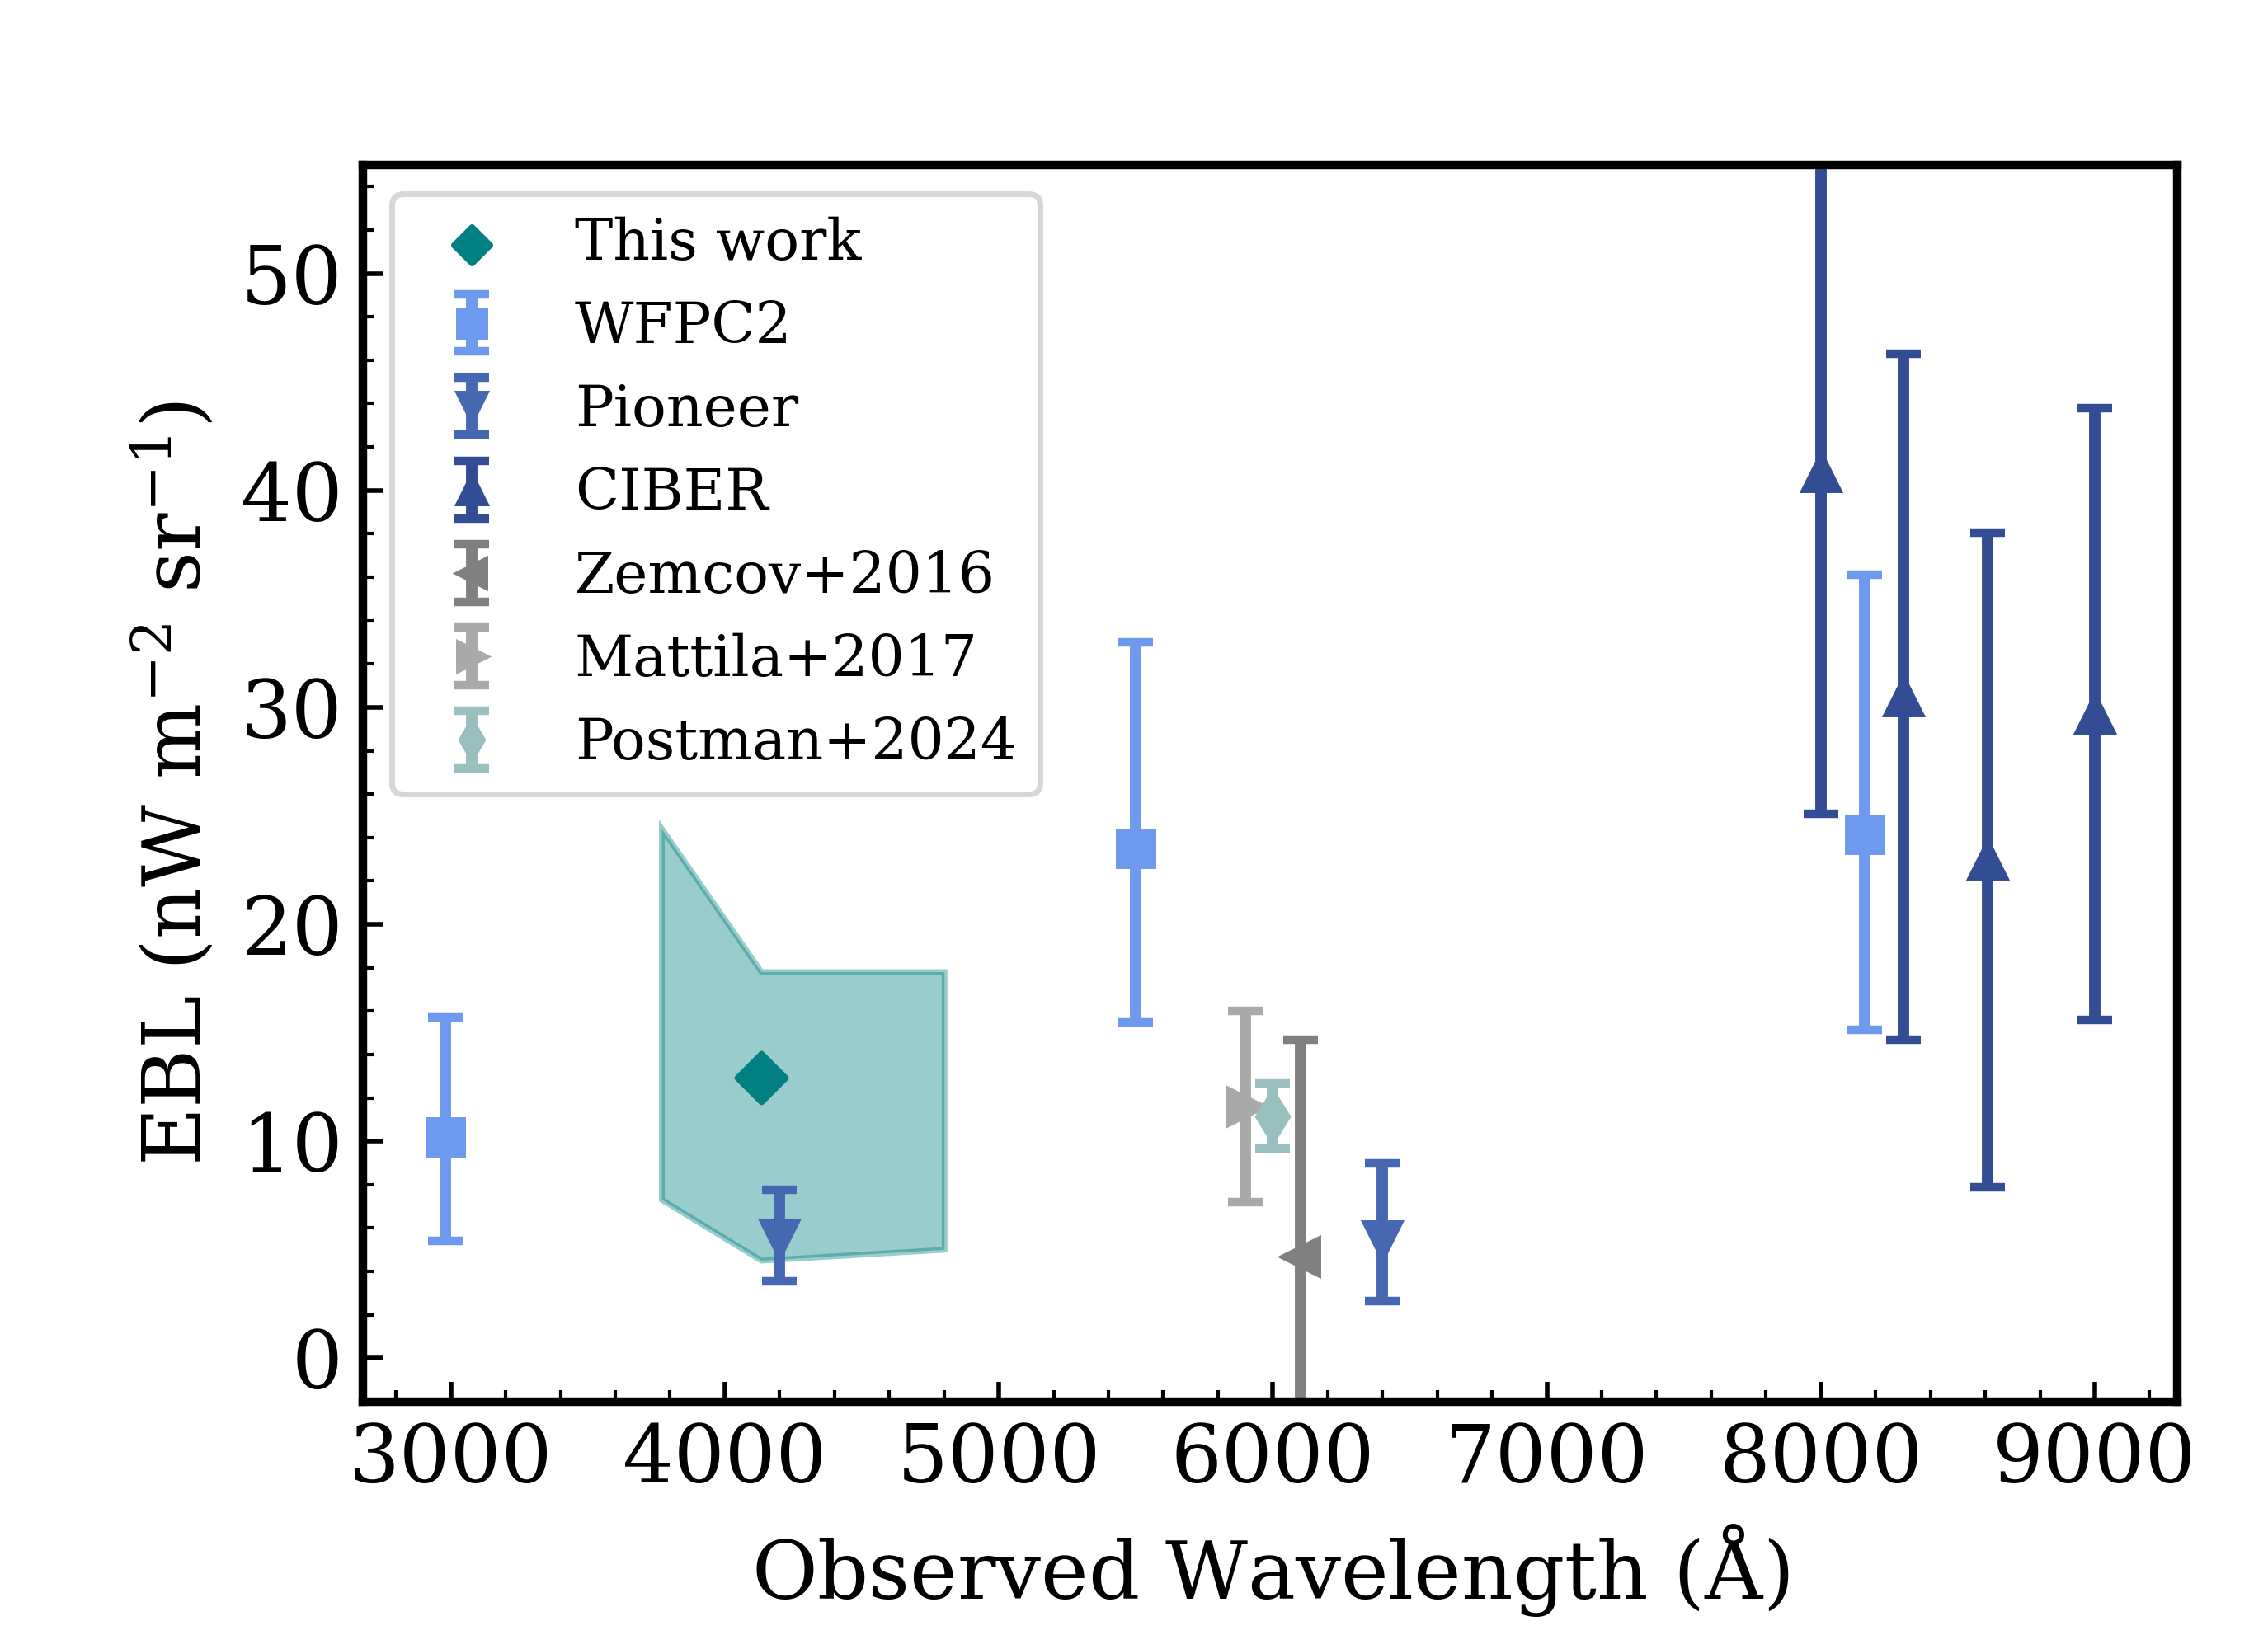 This work
WFPC2
Pioneer
CIBER
Zemcov+2016
Mattila+2017
Postman+2024
EBL (nW m⁻² sr⁻¹)
50
40
30
20
10
0
3000 4000 5000 6000 7000 8000 9000
Observed Wavelength (Å)